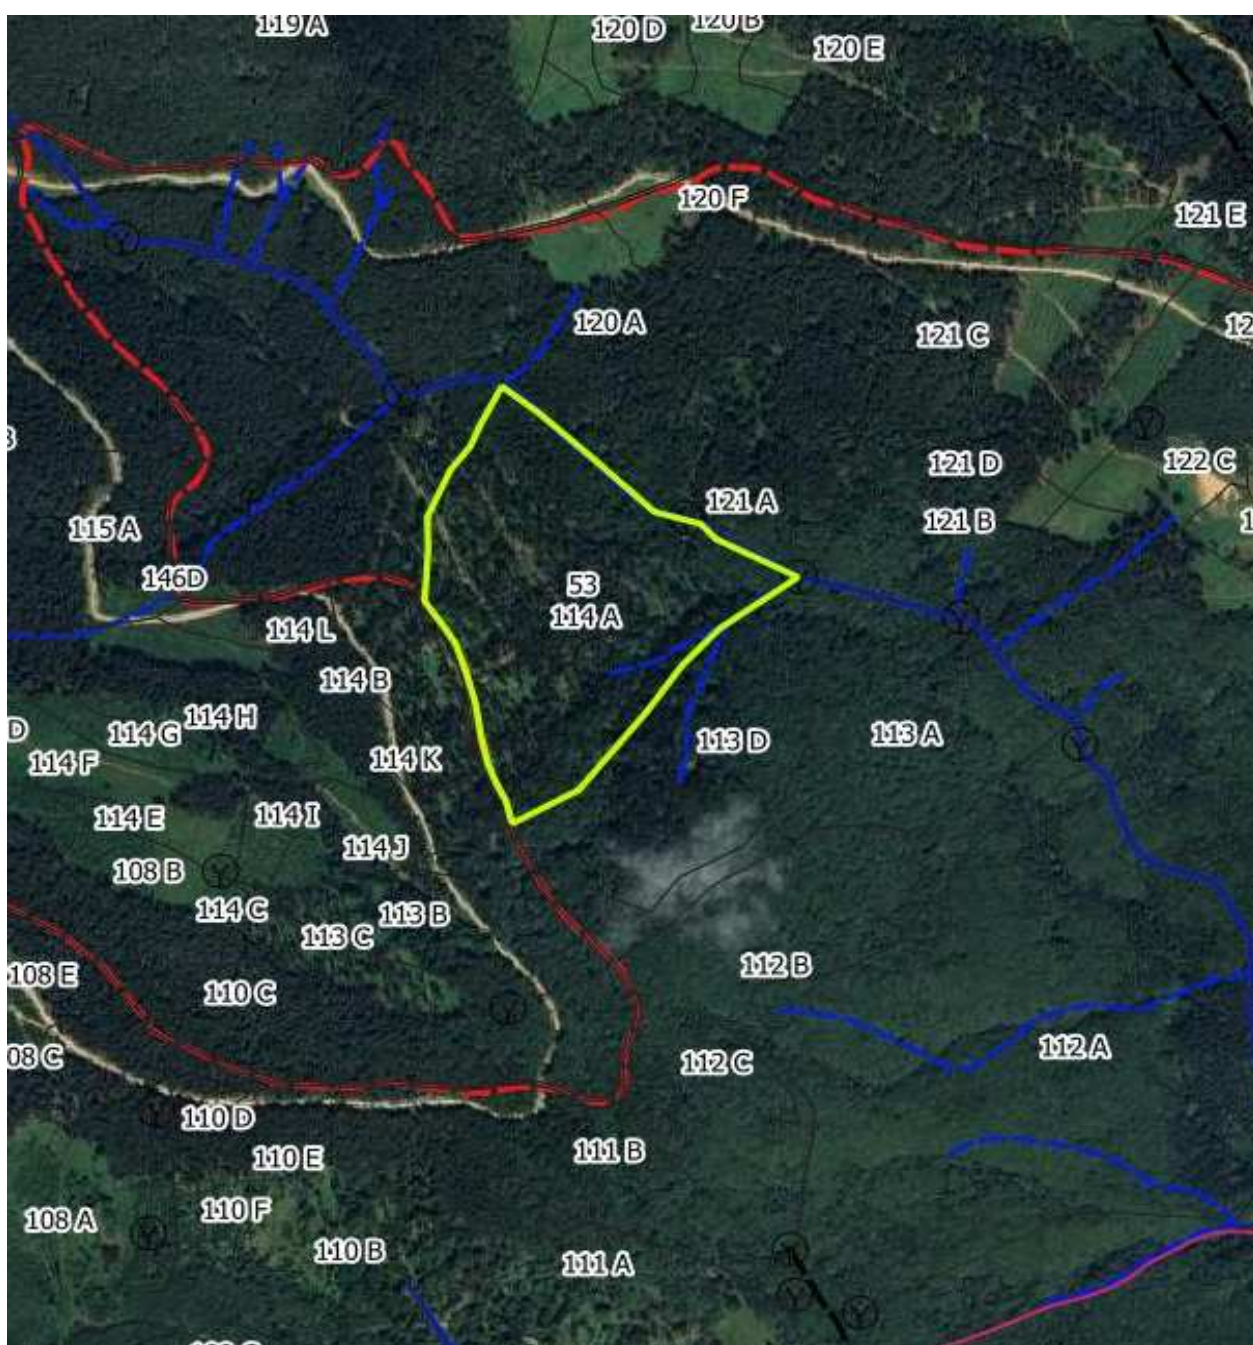 119 A
120 D
120 B
120 E
120 F
121 E
120 A
121 C
121 D
122 C
121 A
121 B
115 A
146D
53
114 A
114 L
114 B
114 H
114 G
114 F
114 K
113 D
113 A
114 E
114 I
114 J
108 B
114 C
113 B
113 C
112 B
108 E
110 C
112 C
112 A
08 C
110 D
110 E
111 B
110 F
108 A
110 B
111 A